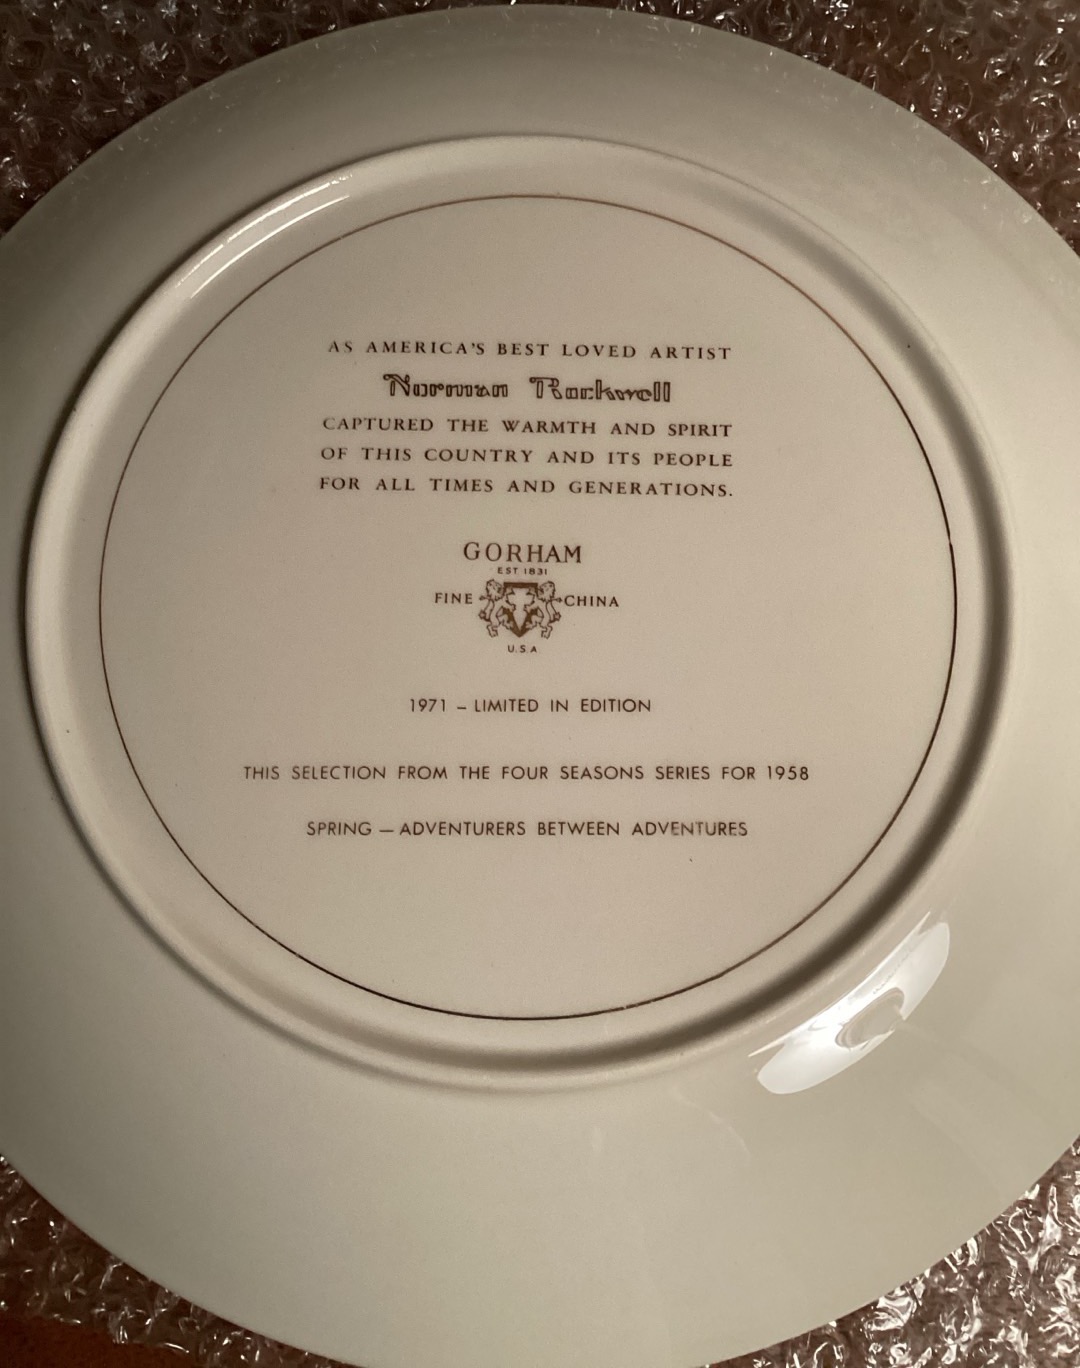 AS AMERICA'S BEST LOVED ARTIST
Norman Rockwell
CAPTURED THE WARMTH AND SPIRIT
OF THIS COUNTRY AND ITS PEOPLE
FOR ALL TIMES AND GENERATIONS.
GORHAM
EST 1831
FINE CHINA
U.S.A
1971 – LIMITED IN EDITION
THIS SELECTION FROM THE FOUR SEASONS SERIES FOR 1958
SPRING — ADVENTURERS BETWEEN ADVENTURES